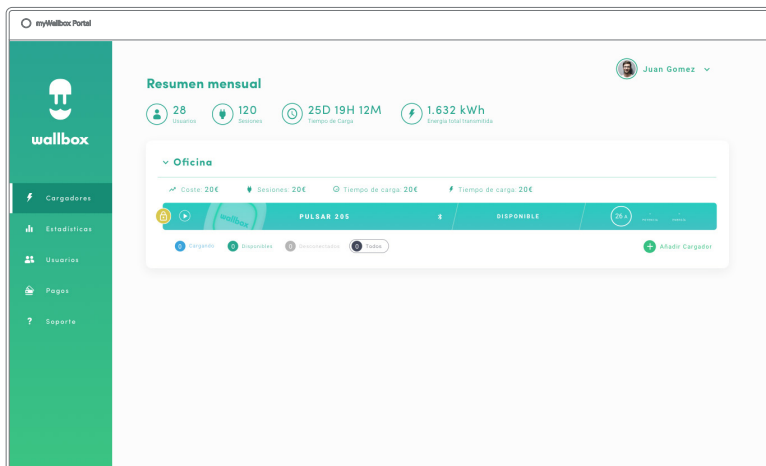 myWallbox Portal
wallbox
Juan Gomez
Resumen mensual
28
Usuarios
120
Sesiones
25D 19H 12M
Tiempo de Carga
1.632 kWh
Energía total transmitida
Oficina
Coste: 20€
Sesiones: 20€
Tiempo de carga: 20€
Tiempo de carga: 20€
wallbox
PULSAR 205
DISPONIBLE
26 A
0 Cargando
0 Disponibles
0
0 Todos
Añadir Cargador
Cargadores
Estadísticas
Usuarios
Pagos
Soporte